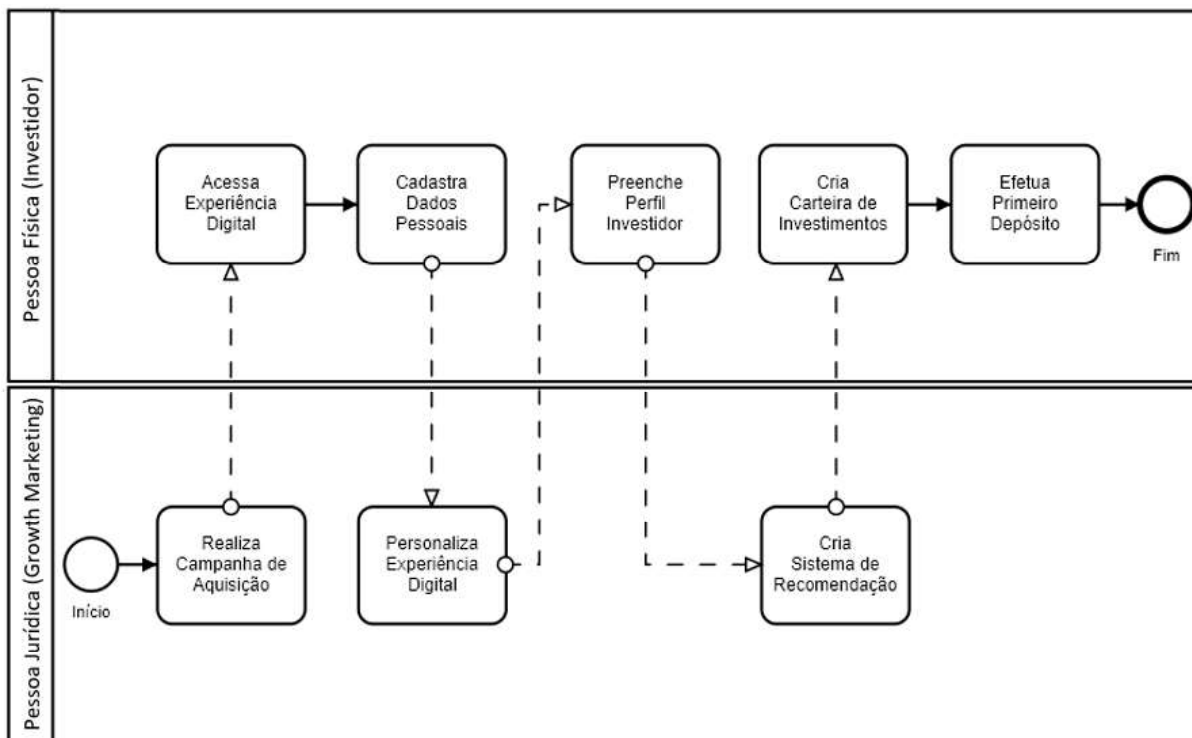 Pessoa Física (Investidor)
Acessa
Experiência
Digital
Cadastra
Dados
Pessoais
Preenche
Perfil
Investidor
Cria
Carteira de
Investimentos
Efetua
Primeiro
Depósito
Fim
Pessoa Jurídica (Growth Marketing)
Início
Realiza
Campanha de
Aquisição
Personaliza
Experiência
Digital
Cria
Sistema de
Recomendação